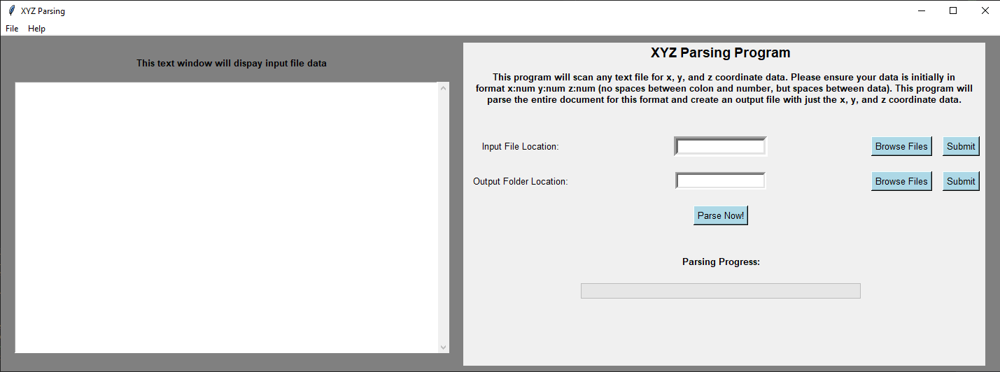 XYZ Parsing
File Help
This text window will dispay input file data
XYZ Parsing Program
This program will scan any text file for x, y, and z coordinate data. Please ensure your data is initially in
format x:num y:num z:num (no spaces between colon and number, but spaces between data). This program will
parse the entire document for this format and create an output file with just the x, y, and z coordinate data.
Input File Location: Browse Files Submit
Output Folder Location: Browse Files Submit
Parse Now!
Parsing Progress: